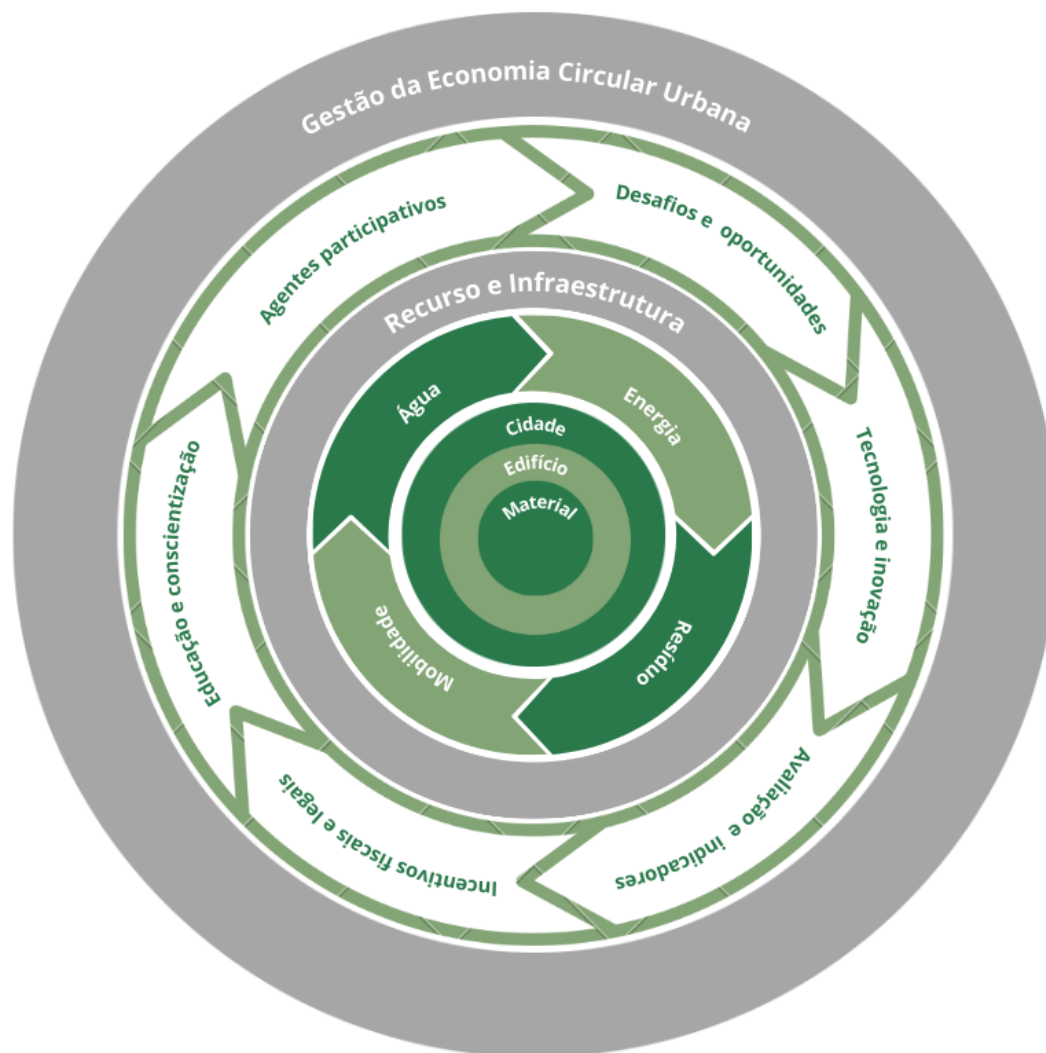 Gestão da Economia Circular Urbana
Agentes participativos
Desafios e oportunidades
Tecnologia e inovação
Avaliação e indicadores
Incentivos fiscais e legais
Educação e conscientização
Recurso e Infraestrutura
Água
Energia
Resíduo
Mobilidade
Cidade
Edifício
Material